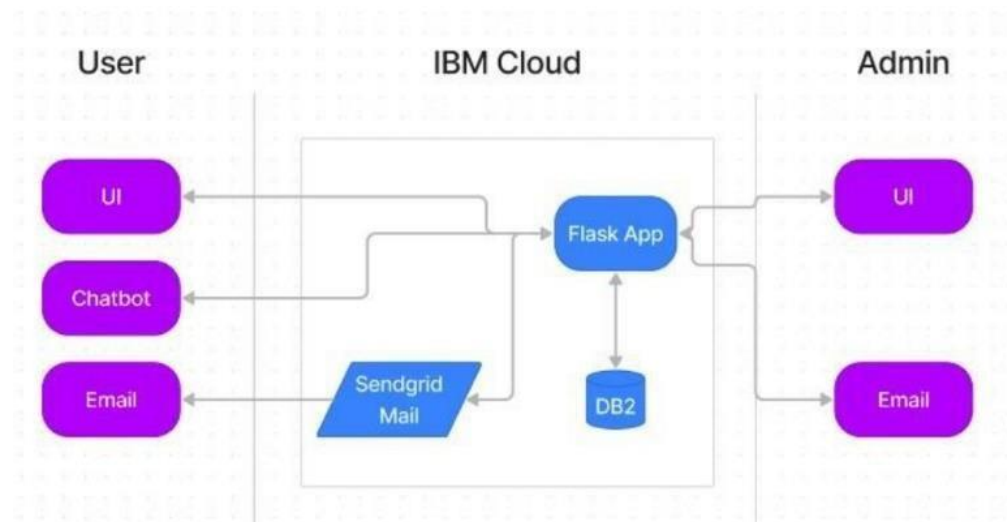 User
IBM Cloud
Admin
UI
Flask App
UI
Chatbot
Email
Sendgrid
Mail
DB2
Email